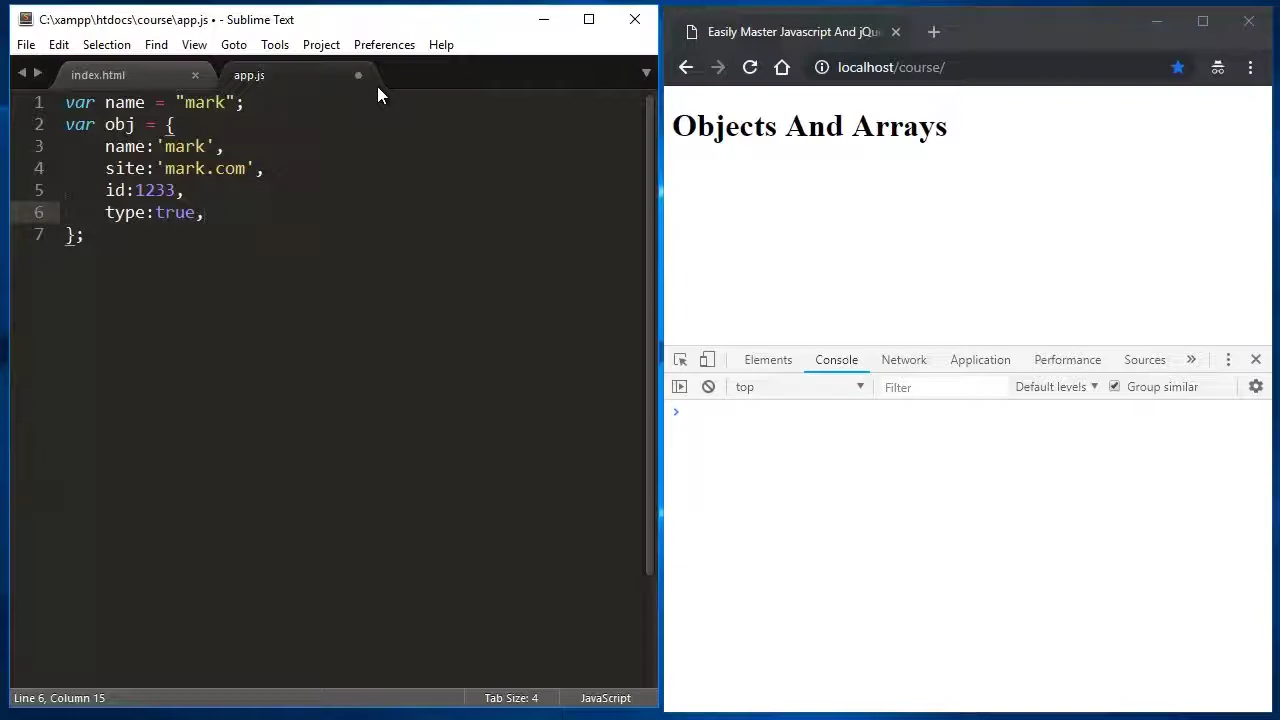 C:\xampp\htdocs\course\app.js • - Sublime Text
File Edit Selection Find View Goto Tools Project Preferences Help
index.html
app.js
1 var name = "mark";
2 var obj = {
3 name:'mark',
4 site:'mark.com',
5 id:1233,
6 type:true,
7 };
Line 6, Column 15
Tab Size: 4
JavaScript
Easily Master Javascript And jQu
localhost/course/
Objects And Arrays
Elements Console Network Application Performance Sources »
top
Filter
Default levels
Group similar